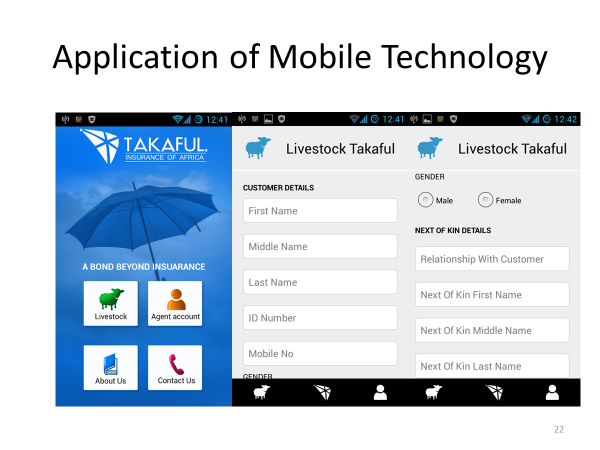 Application of Mobile Technology
12:41
TAKAFUL.
INSURANCE OF AFRICA
A BOND BEYOND INSUARANCE
Livestock
Agent account
About Us
Contact Us
12:41
Livestock Takaful
CUSTOMER DETAILS
First Name
Middle Name
Last Name
ID Number
Mobile No
GENDER
12:42
Livestock Takaful
GENDER
Male
Female
NEXT OF KIN DETAILS
Relationship With Customer
Next Of Kin First Name
Next Of Kin Middle Name
Next Of Kin Last Name
22